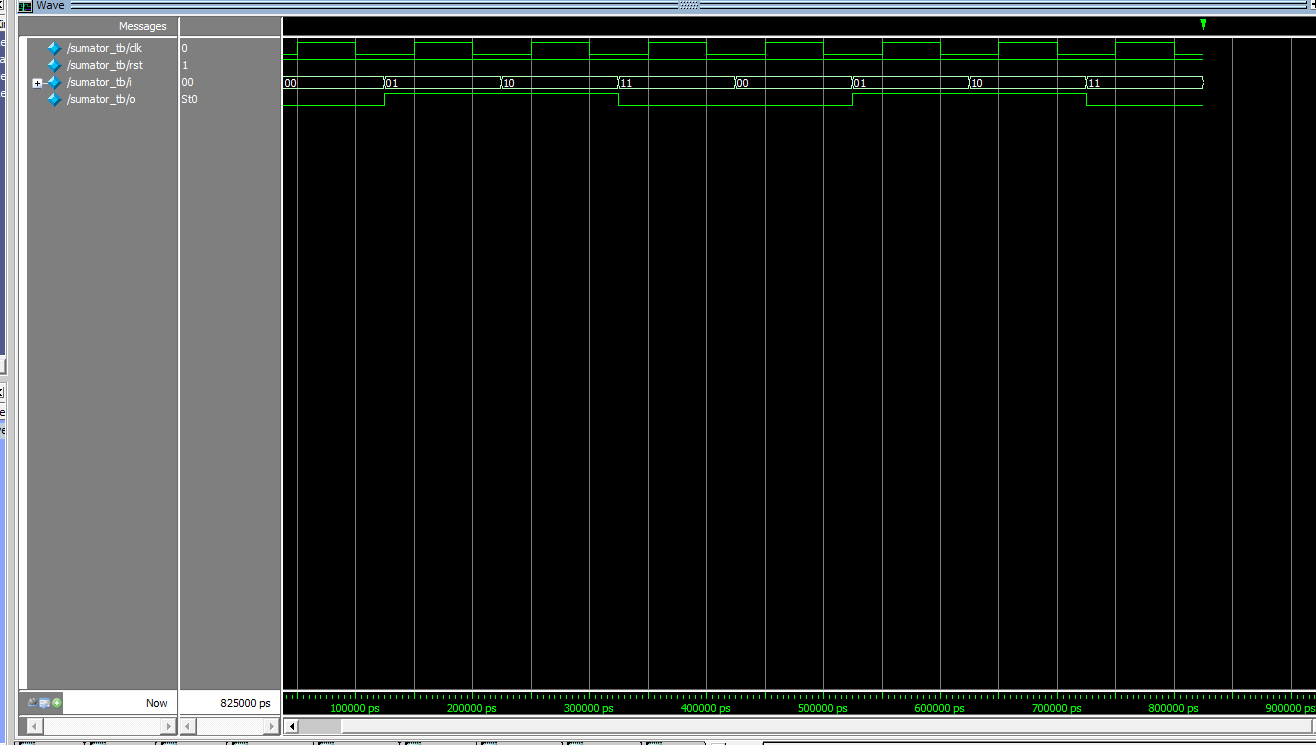 Wave
Messages
/sumator_tb/clk 0
/sumator_tb/rst 1
/sumator_tb/i 00 00 01 10 11 00 01 10 11
/sumator_tb/o St0
Now 825000 ps 100000 ps 200000 ps 300000 ps 400000 ps 500000 ps 600000 ps 700000 ps 800000 ps 900000 ps